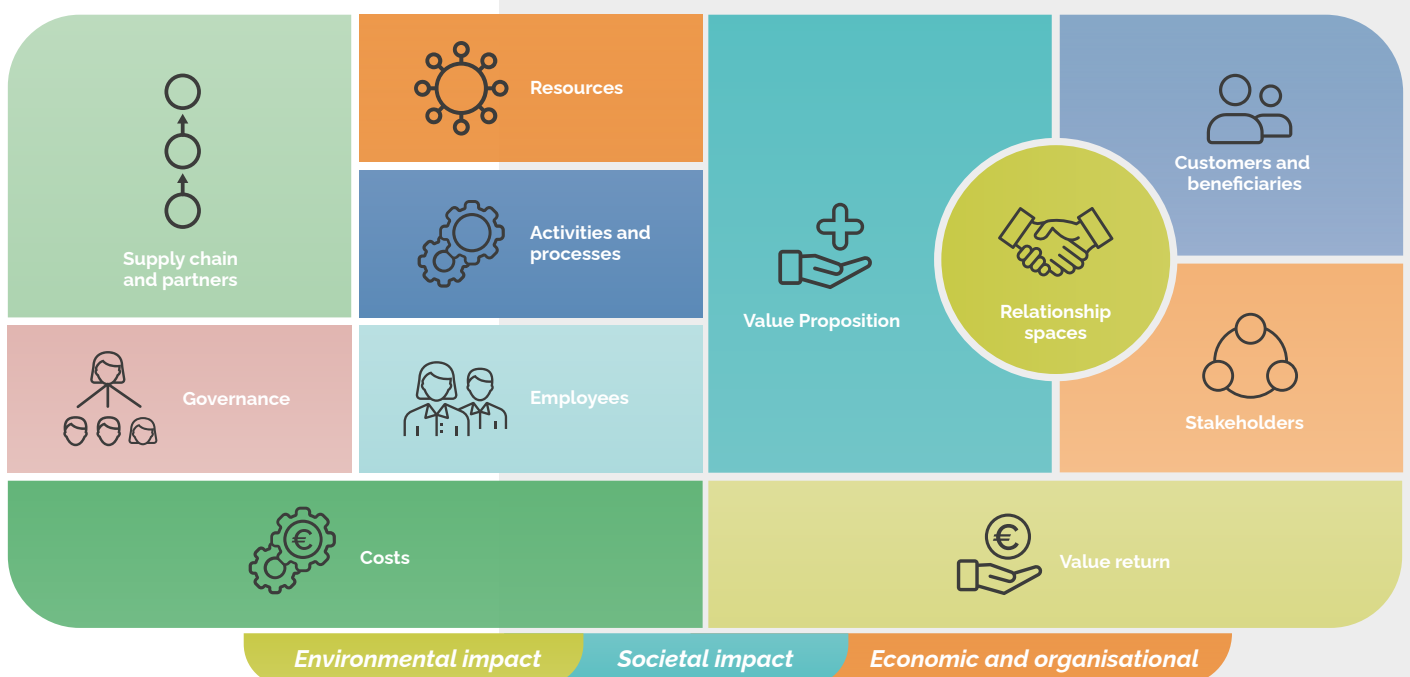 Supply chain
and partners
Resources
Activities and
processes
Governance
Employees
Value Proposition
Relationship
spaces
Customers and
beneficiaries
Stakeholders
Costs
€
Value return
€
Environmental impact
Societal impact
Economic and organisational